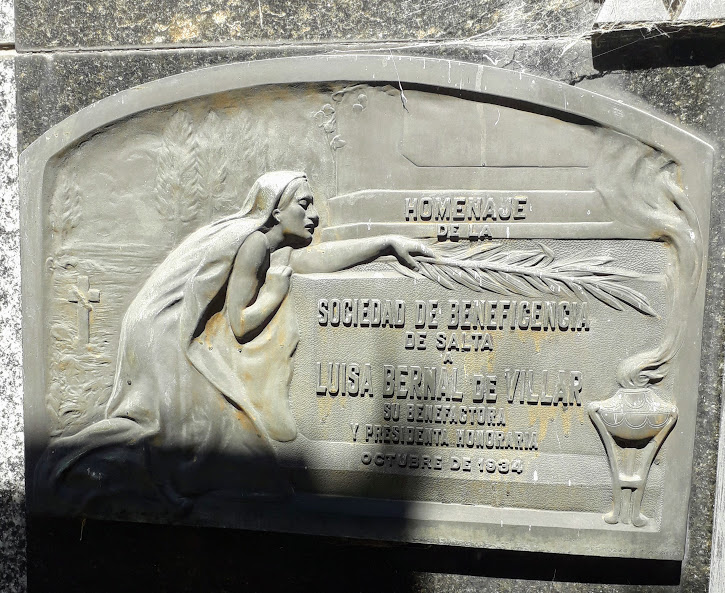 HOMENAJE
DE LA
SOCIEDAD DE BENEFICENCIA
DE SALTA
A
LUISA BERNAL DE VILLAR
SU BENEFACTORA
Y PRESIDENTA HONORARIA
OCTUBRE DE 1934